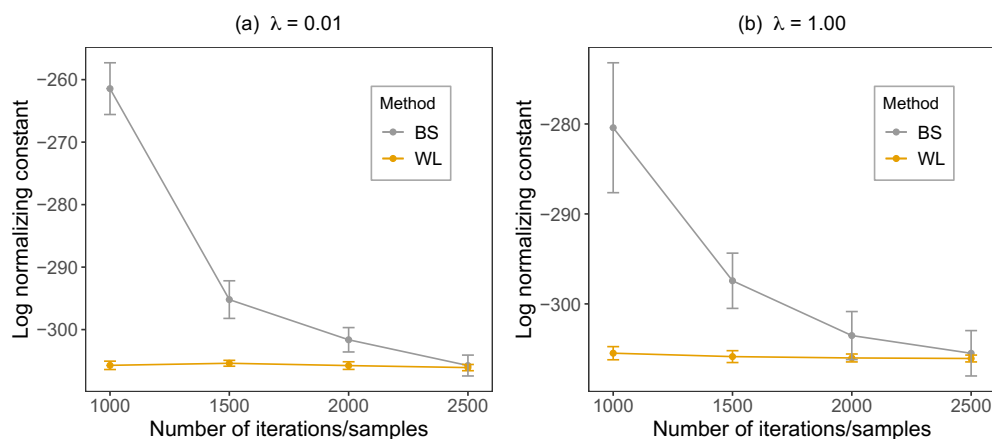 (a) λ = 0.01
Log normalizing constant
−260
−270
−280
−290
−300
Method
BS
WL
1000 1500 2000 2500
Number of iterations/samples
(b) λ = 1.00
Log normalizing constant
−280
−290
−300
Method
BS
WL
1000 1500 2000 2500
Number of iterations/samples